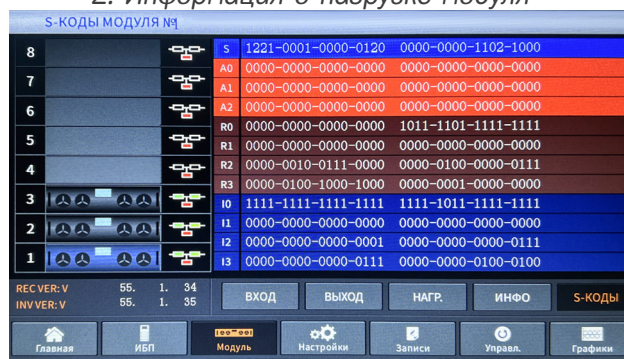 2. Информация о нагрузке модуля
S-КОДЫ МОДУЛЯ №1
8 S 1221-0001-0000-0120 0000-0000-1102-1000
A0 0000-0000-0000-0000 0000-0000-0000-0000
7 A1 0000-0000-0000-0000 0000-0000-0000-0000
6 A2 0000-0000-0000-0000 0000-0000-0000-0000
R0 0000-0000-0000-0000 1011-1101-1111-1111
5 R1 0000-0000-0000-0000 0000-0000-0000-0000
4 R2 0000-0010-0111-0000 0000-0100-0000-0111
R3 0000-0100-1000-1000 0000-0001-0000-0000
3 I0 1111-1111-1111-1111 1111-1011-1111-1111
2 I1 0000-0000-0000-0000 0000-0000-0000-0000
I2 0000-0000-0000-0001 0000-0000-0000-0111
1 I3 0000-0000-0000-0111 0000-0000-0100-0100
REC VER: V 55. 1. 34
INV VER: V 55. 1. 35
ВХОД ВЫХОД НАГР. ИНФО S-КОДЫ
Главная ИБП Модуль Настройки Записи Управл. Графики